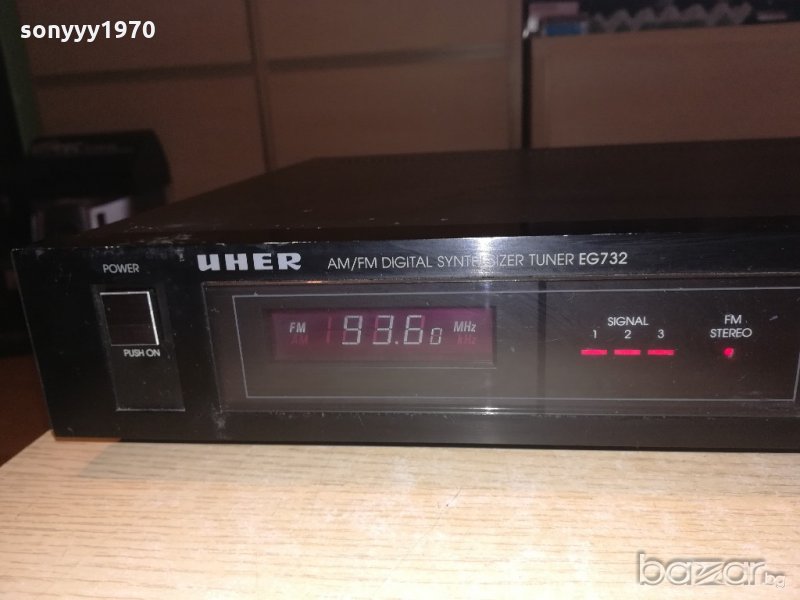 sonyyy1970
POWER
UHER AM/FM DIGITAL SYNTHESIZER TUNER EG732
PUSH ON
FM 93.60 MHz
AM kHz
SIGNAL
1 2 3
FM
STEREO
bazar.bg